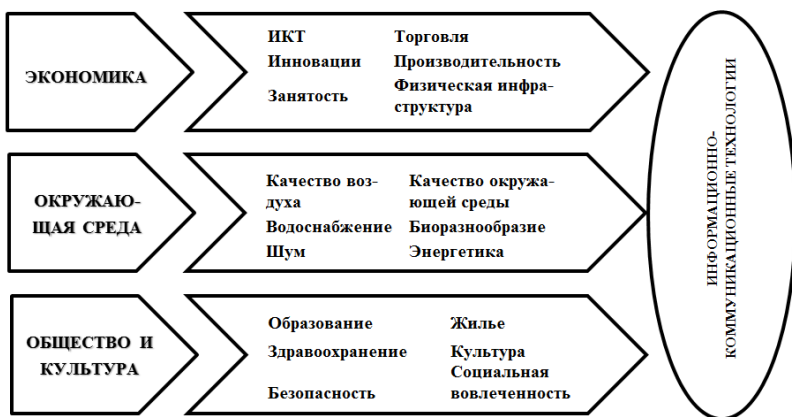 ЭКОНОМИКА
ИКТ Торговля
Инновации Производительность
Занятость Физическая инфра-
структура
ОКРУЖАЮ-
ЩАЯ СРЕДА
Качество воз- Качество окружа-
духа ющей среды
Водоснабжение Биоразнообразие
Шум Энергетика
ОБЩЕСТВО И
КУЛЬТУРА
Образование Жилье
Здравоохранение Культура
Социальная
Безопасность вовлеченность
ИНФОРМАЦИОННО-
КОММУНИКАЦИОННЫЕ ТЕХНОЛОГИИ